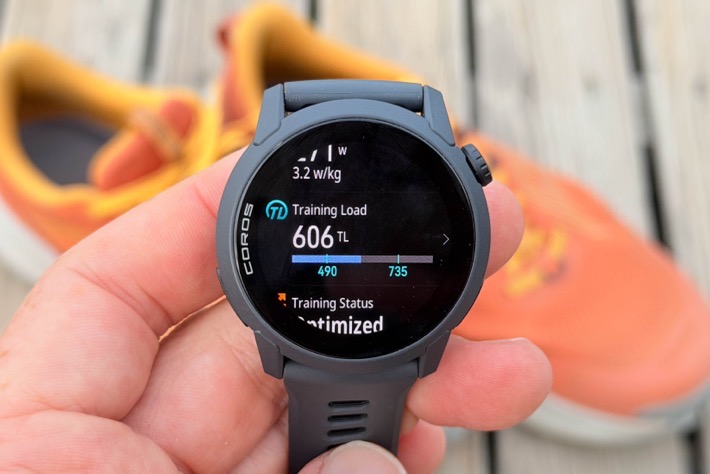 W
3.2 w/kg
Training Load
606 TL
490 735
Training Status
Optimized
COROS